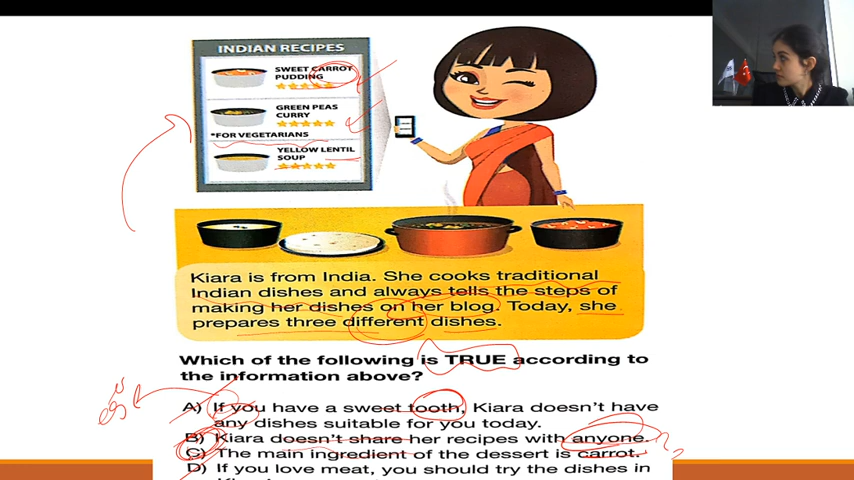 INDIAN RECIPES
SWEET CARROT
PUDDING
GREEN PEAS
CURRY
*FOR VEGETARIANS
YELLOW LENTIL
SOUP
Kiara is from India. She cooks traditional
Indian dishes and always tells the steps of
making her dishes on her blog. Today, she
prepares three different dishes.
Which of the following is TRUE according to
the information above?
A) If you have a sweet tooth, Kiara doesn't have
any dishes suitable for you today.
B) Kiara doesn't share her recipes with anyone.
C) The main ingredient of the dessert is carrot.
D) If you love meat, you should try the dishes in